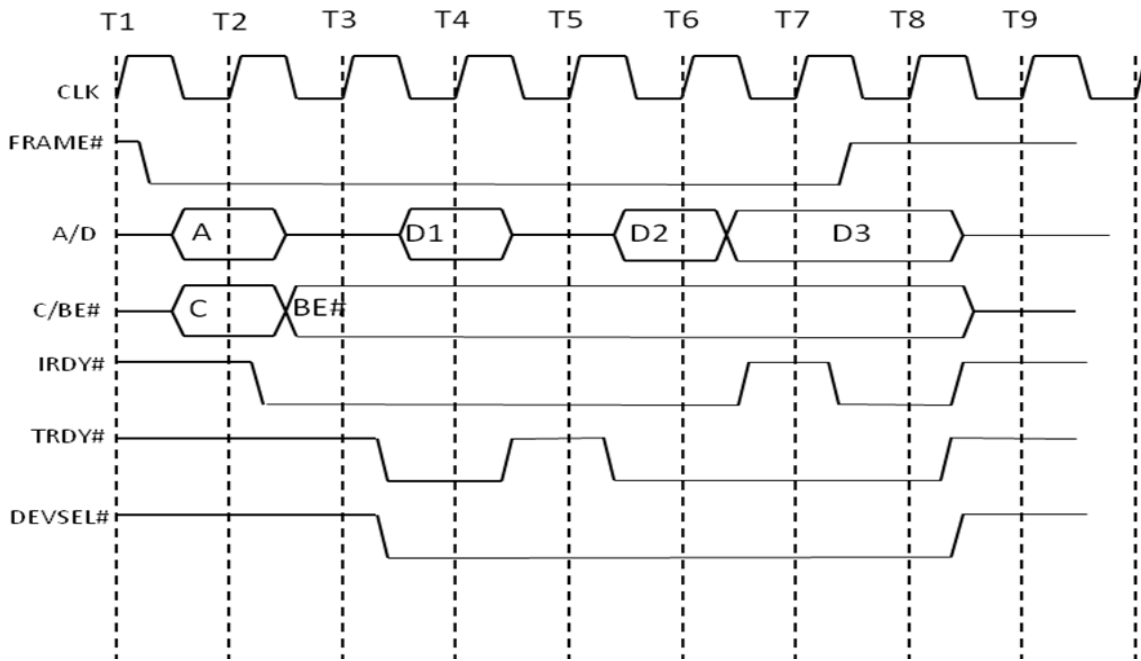 T1 T2 T3 T4 T5 T6 T7 T8 T9
CLK
FRAME#
A/D A D1 D2 D3
C/BE# C BE#
IRDY#
TRDY#
DEVSEL#